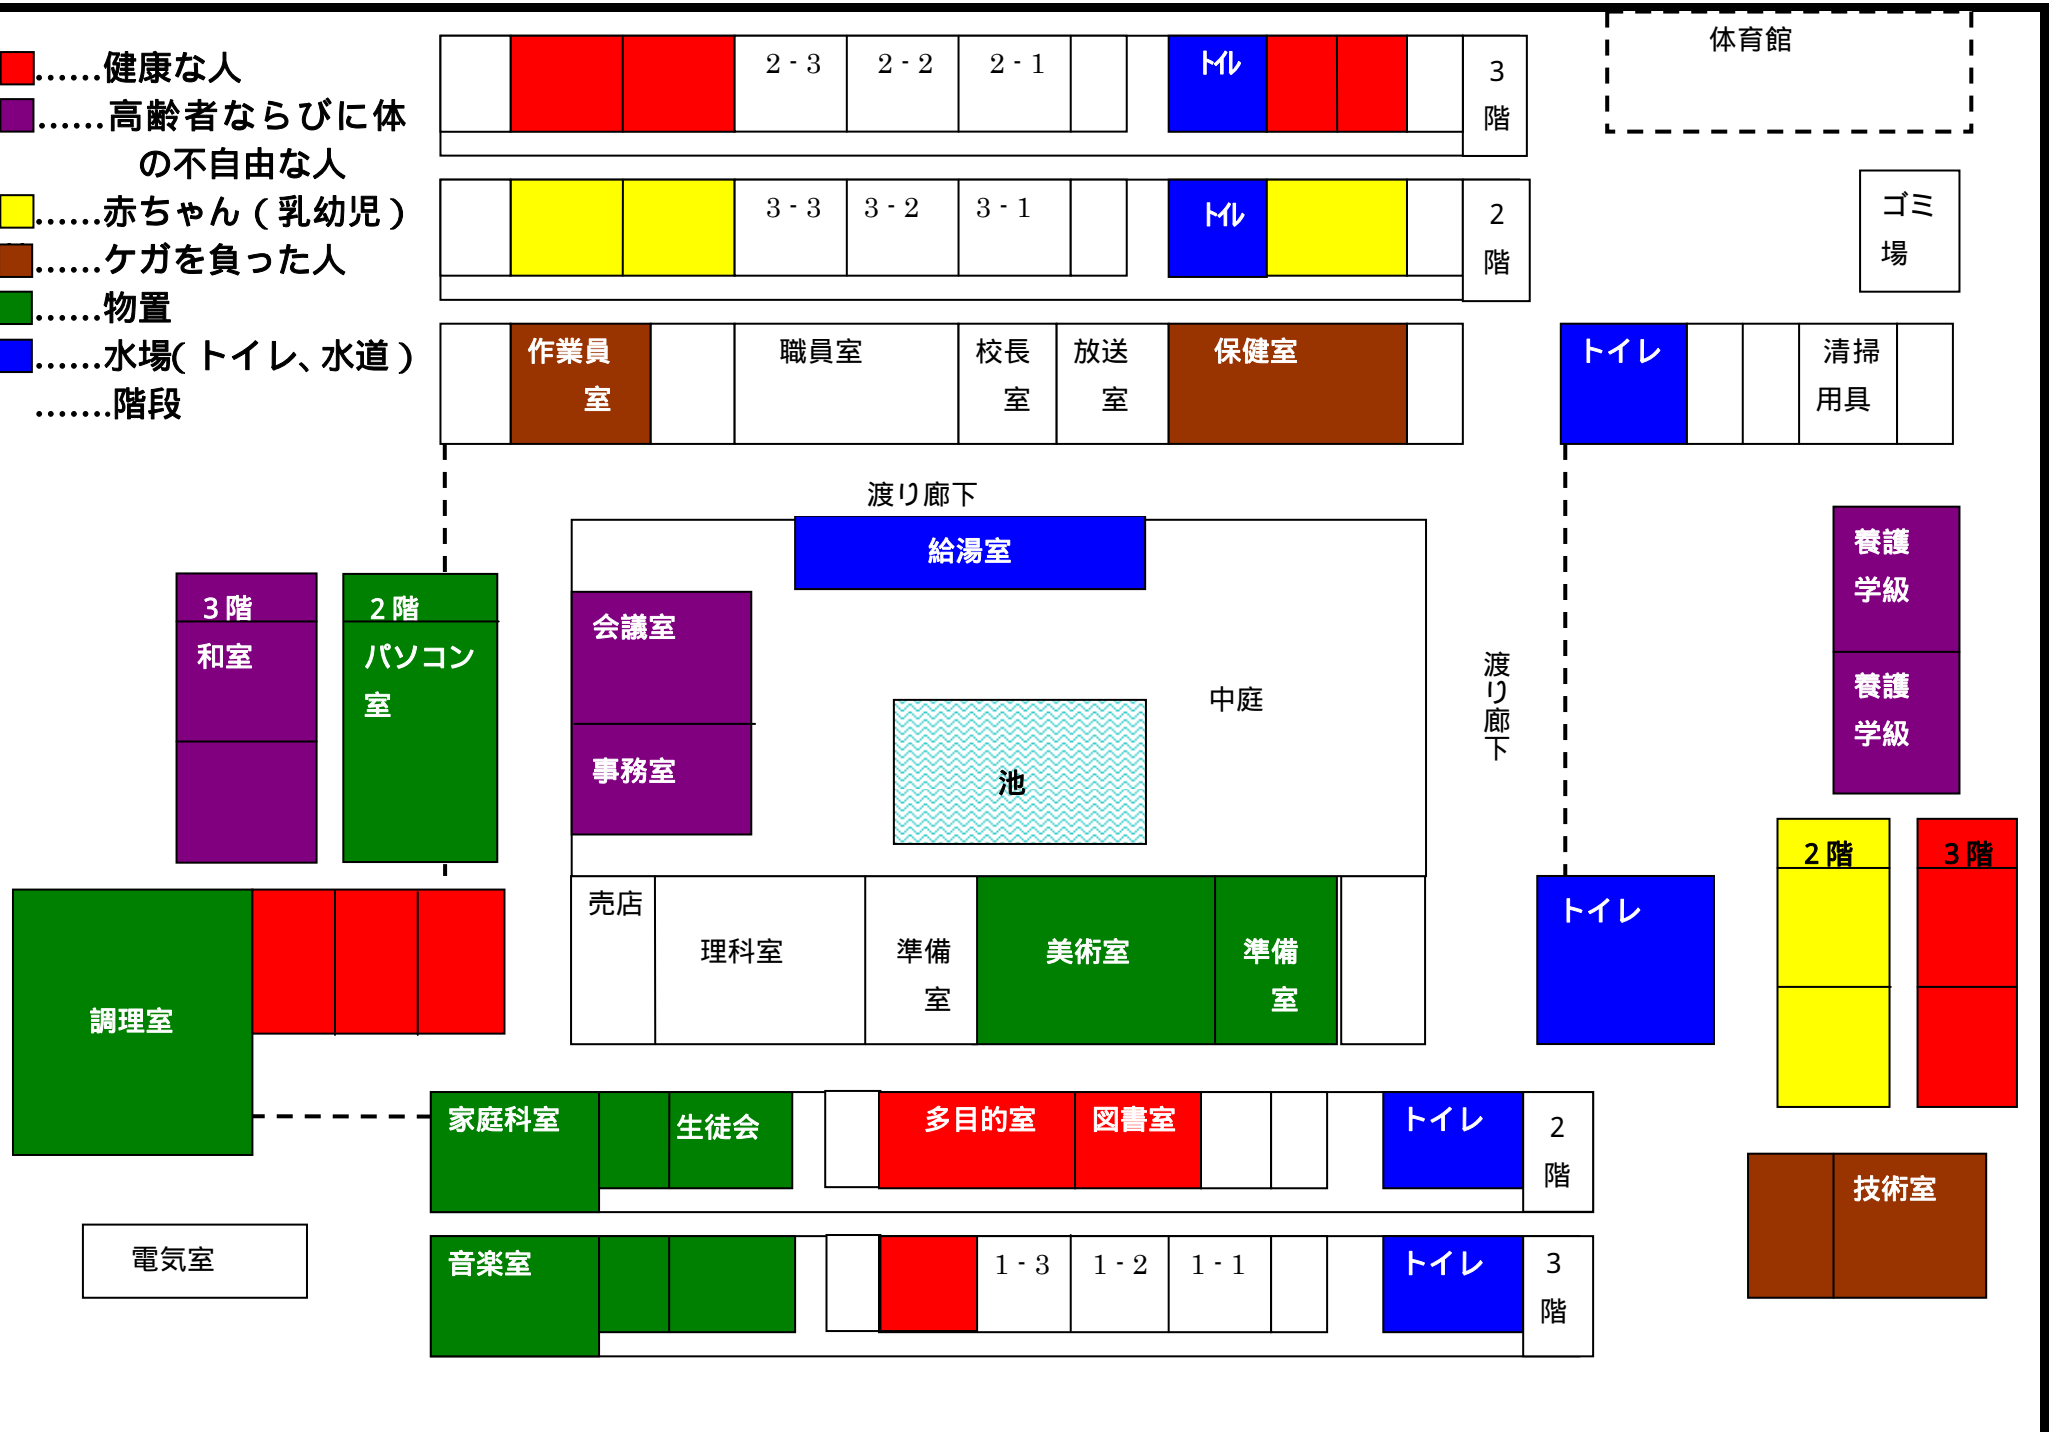 ……健康な人
……高齢者ならびに体
の不自由な人
……赤ちゃん(乳幼児)
……ケガを負った人
……物置
……水場(トイレ、水道)
…….階段
2-3
2-2
2-1
トイレ
3
階
体育館
3-3
3-2
3-1
トイレ
2
階
ゴミ
場
作業員
室
職員室
校長
室
放送
室
保健室
トイレ
清掃
用具
渡り廊下
給湯室
3階
和室
2階
パソコン
室
会議室
事務室
池
中庭
渡り廊下
養護
学級
養護
学級
2階
3階
調理室
売店
理科室
準備
室
美術室
準備
室
トイレ
家庭科室
生徒会
多目的室
図書室
トイレ
2
階
技術室
電気室
音楽室
1-3
1-2
1-1
トイレ
3
階